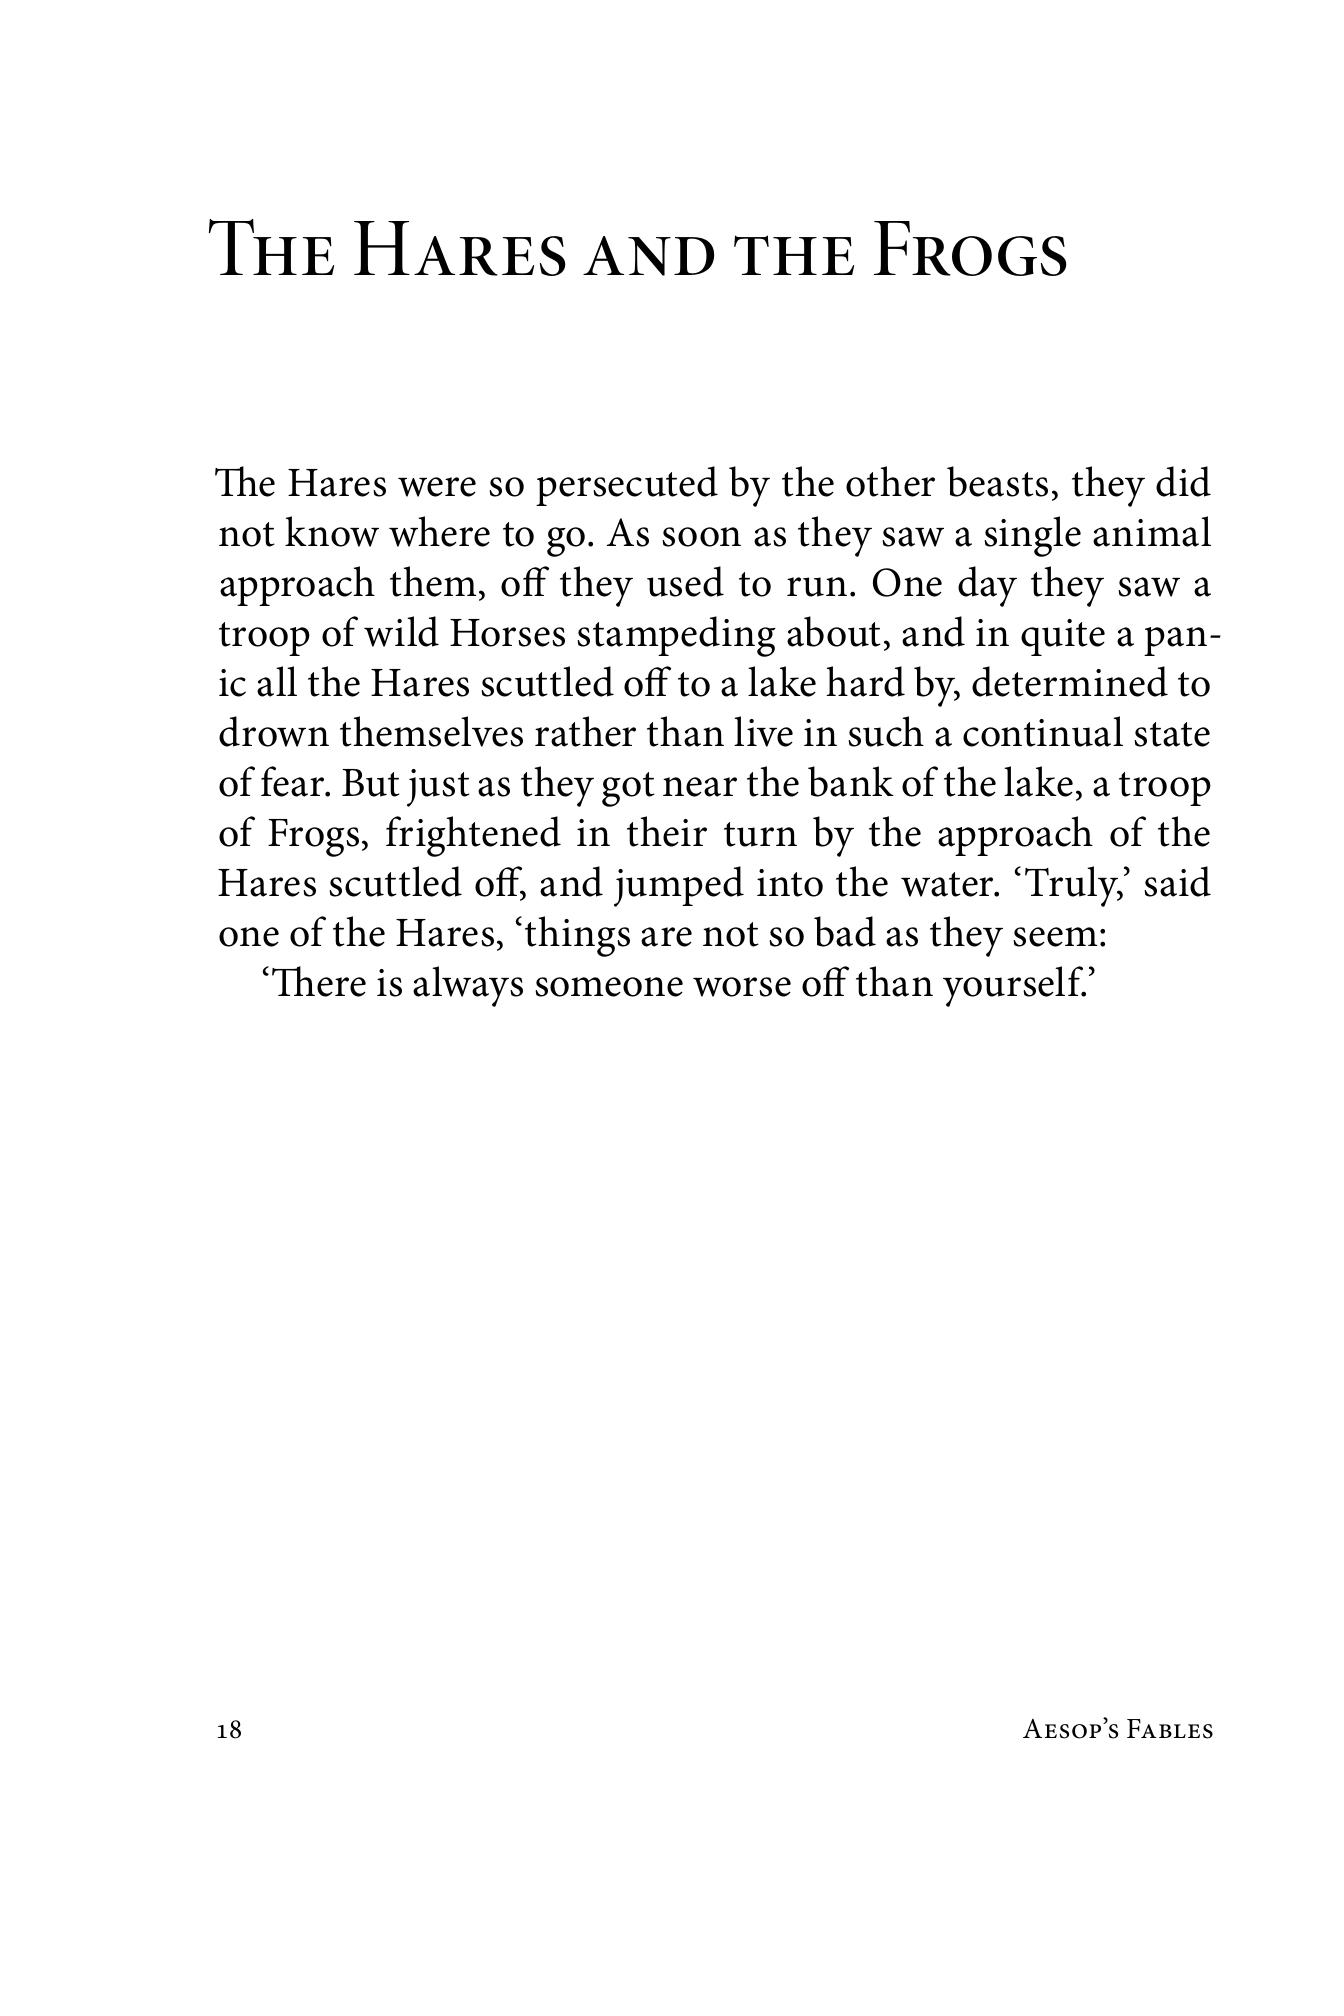 The Hares and the Frogs
The Hares were so persecuted by the other beasts, they did
not know where to go. As soon as they saw a single animal
approach them, off they used to run. One day they saw a
troop of wild Horses stampeding about, and in quite a pan-
ic all the Hares scuttled off to a lake hard by, determined to
drown themselves rather than live in such a continual state
of fear. But just as they got near the bank of the lake, a troop
of Frogs, frightened in their turn by the approach of the
Hares scuttled off, and jumped into the water. ‘Truly,’ said
one of the Hares, ‘things are not so bad as they seem:
‘There is always someone worse off than yourself.’
18 Aesop’s Fables